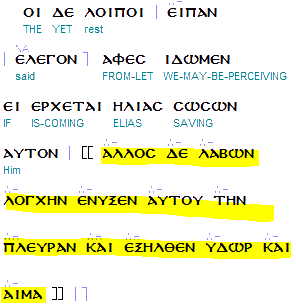 ΟΙ ΔΕ ΛΟΙΠΟΙ | ΕΙΠΑΝ
THE YET rest
NA
| ΕΛΕΓΟΝ | ΑΦΕϹ ΙΔΩΜΕΝ
said FROM-LET WE-MAY-BE-PERCEIVING
ΕΙ ΕΡΧΕΤΑΙ ΗΛΙΑϹ ϹΩϹΩΝ
IF IS-COMING ELIAS SAVING
ΑΥΤΟΝ | [[ ΑΛΛΟϹ ΔΕ ΛΑΒΩΝ
Him
ΛΟΓΧΗΝ ΕΝΥΞΕΝ ΑΥΤΟΥ ΤΗΝ
ΠΛΕΥΡΑΝ ΚΑΙ ΕΞΗΛΘΕΝ ΥΔΩΡ ΚΑΙ
ΑΙΜΑ ]] |